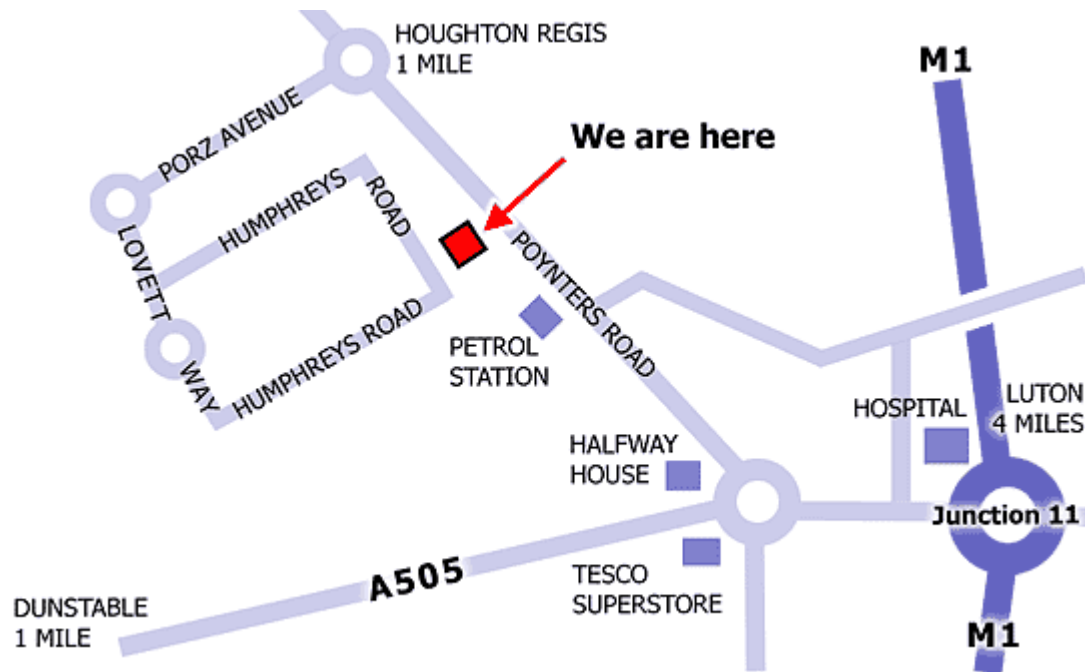 HOUGHTON REGIS
1 MILE
M1
PORZ AVENUE
We are here
HUMPHREYS
ROAD
LOVETT
WAY
HUMPHREYS ROAD
POYNTERS ROAD
PETROL
STATION
HOSPITAL
LUTON
4 MILES
HALFWAY
HOUSE
Junction 11
A505
TESCO
SUPERSTORE
DUNSTABLE
1 MILE
M1